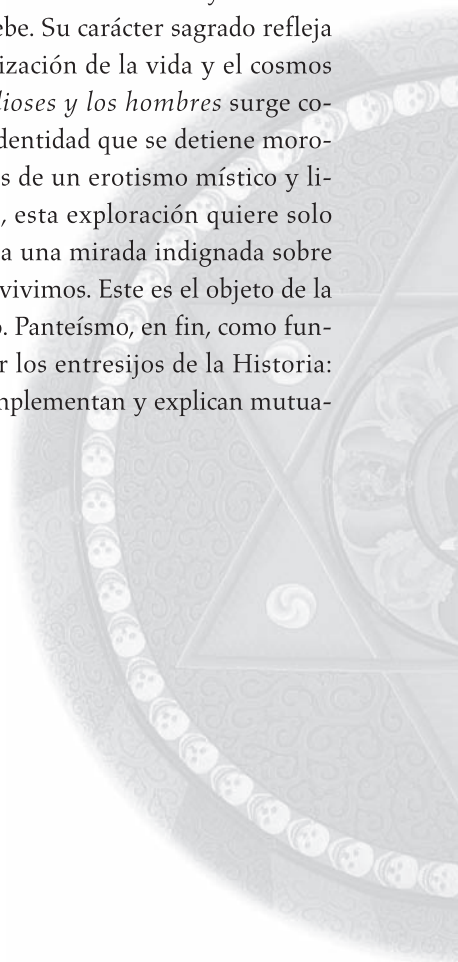 ebe. Su carácter sagrado refleja
ización de la vida y el cosmos
dioses y los hombres surge co-
dentidad que se detiene moro-
s de un erotismo místico y li-
, esta exploración quiere solo
a una mirada indignada sobre
vivimos. Este es el objeto de la
o. Panteísmo, en fin, como fun-
r los entresijos de la Historia:
mplementan y explican mutua-